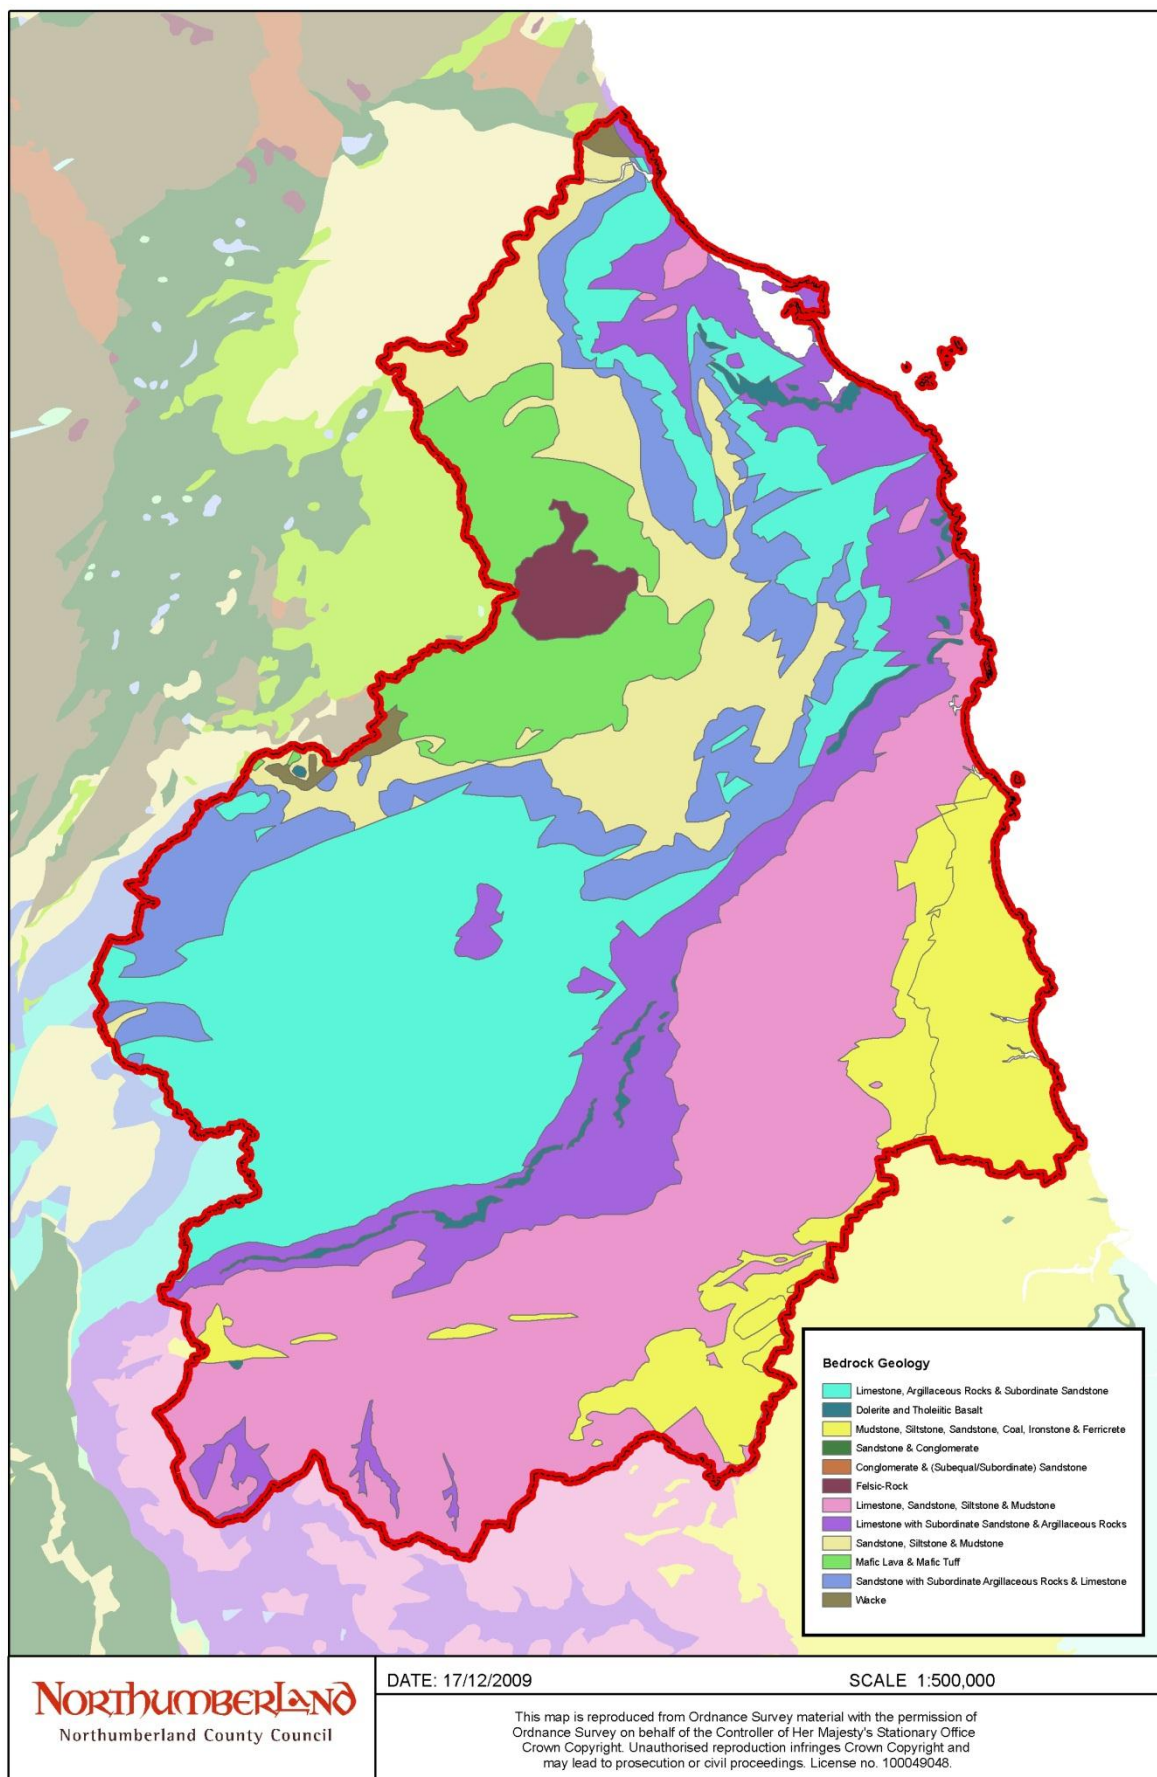 Bedrock Geology
Limestone, Argillaceous Rocks & Subordinate Sandstone
Dolerite and Tholeiitic Basalt
Mudstone, Siltstone, Sandstone, Coal, Ironstone & Ferricrete
Sandstone & Conglomerate
Conglomerate & (Subequal/Subordinate) Sandstone
Felsic-Rock
Limestone, Sandstone, Siltstone & Mudstone
Limestone with Subordinate Sandstone & Argillaceous Rocks
Sandstone, Siltstone & Mudstone
Mafic Lava & Mafic Tuff
Sandstone with Subordinate Argillaceous Rocks & Limestone
Wacke
NORTHUMBERLAND
Northumberland County Council
DATE: 17/12/2009
SCALE 1:500,000
This map is reproduced from Ordnance Survey material with the permission of
Ordnance Survey on behalf of the Controller of Her Majesty's Stationary Office
Crown Copyright. Unauthorised reproduction infringes Crown Copyright and
may lead to prosecution or civil proceedings. License no. 100049048.